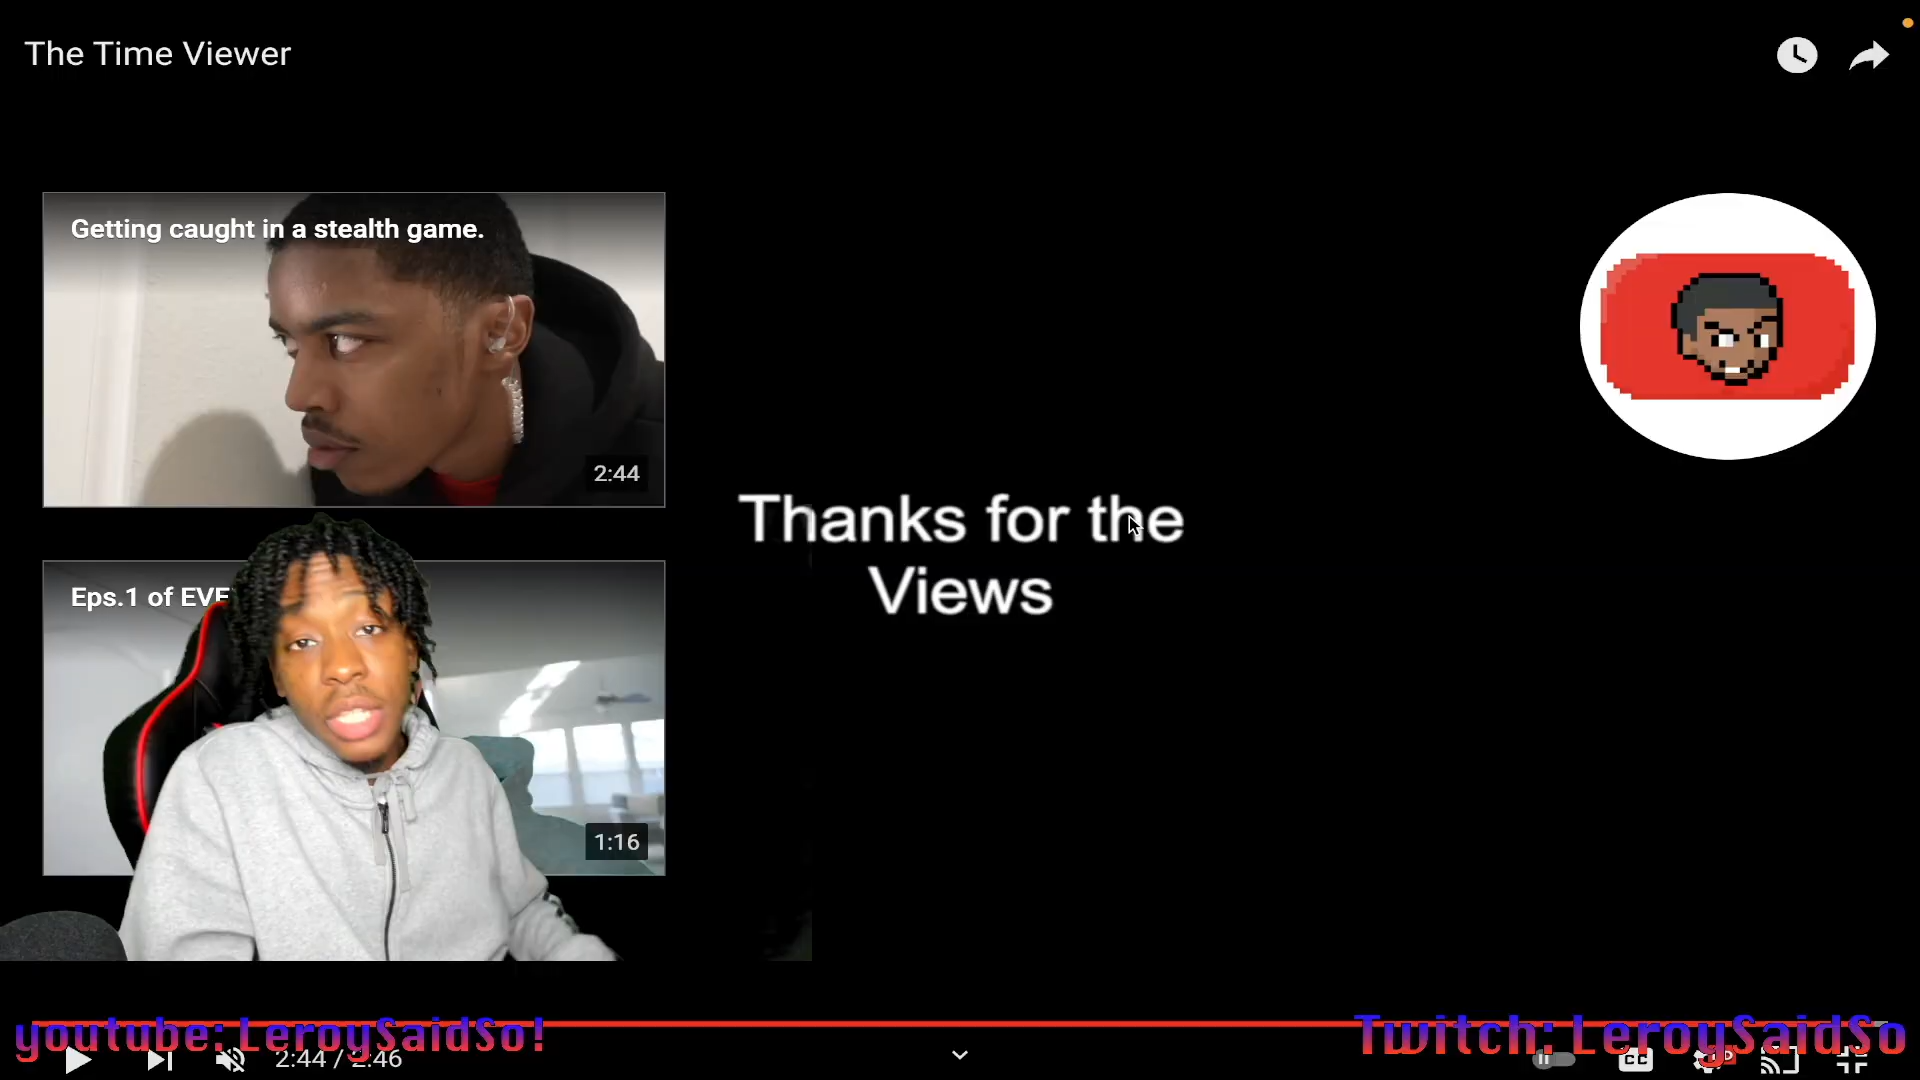 The Time Viewer
Getting caught in a stealth game.
2:44
Thanks for the
Views
Eps.1 of EVE
1:16
youtube: LeroySaidSo!
Twitch: LeroySaidSo
2:44 / 2:46
CC